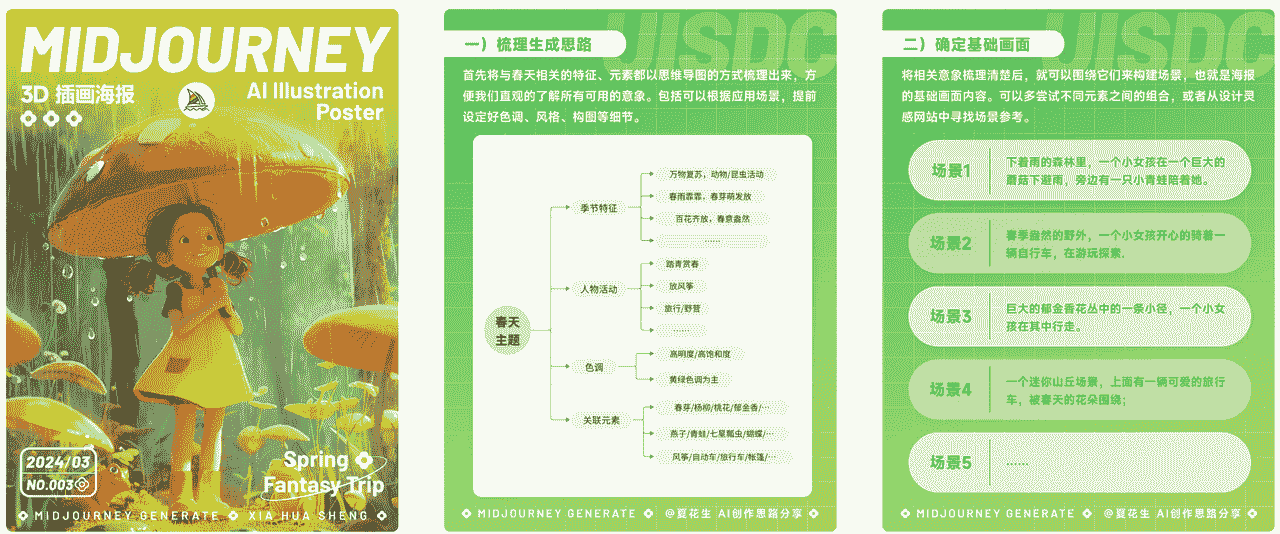 MIDJOURNEY
3D 插画海报
AI Illustration
Poster
2024/03
NO.003
Spring
Fantasy Trip
MIDJOURNEY GENERATE
XIA HUA SHENG
UISDC
一）梳理生成思路
首先将与春天相关的特征、元素都以思维导图的方式梳理出来，方
便我们直观的了解所有可用的意象。包括可以根据应用场景，提前
设定好色调、风格、构图等细节。
春天
主题
季节特征
万物复苏，动物/昆虫活动
春雨霏霏，春芽萌发放
百花齐放，春意盎然
......
人物活动
踏青赏春
放风筝
旅行/野营
......
色调
高明度/高饱和度
黄绿色调为主
关联元素
春芽/杨柳/桃花/郁金香/...
燕子/青蛙/七星瓢虫/蝴蝶/...
风筝/自动车/旅行车/帐篷/...
MIDJOURNEY GENERATE
@夏花生 AI创作思路分享
UISDC
二）确定基础画面
将相关意象梳理清楚后，就可以围绕它们来构建场景，也就是海报
的基础画面内容。可以多尝试不同元素之间的组合，或者从设计灵
感网站中寻找场景参考。
场景1
下着雨的森林里，一个小女孩在一个巨大的
蘑菇下避雨，旁边有一只小青蛙陪着她。
场景2
春季盎然的野外，一个小女孩开心的骑着一
辆自行车，在游玩探索.
场景3
巨大的郁金香花丛中的一条小径，一个小女
孩在其中行走。
场景4
一个迷你山丘场景，上面有一辆可爱的旅行
车，被春天的花朵围绕；
场景5
......
MIDJOURNEY GENERATE
@夏花生 AI创作思路分享